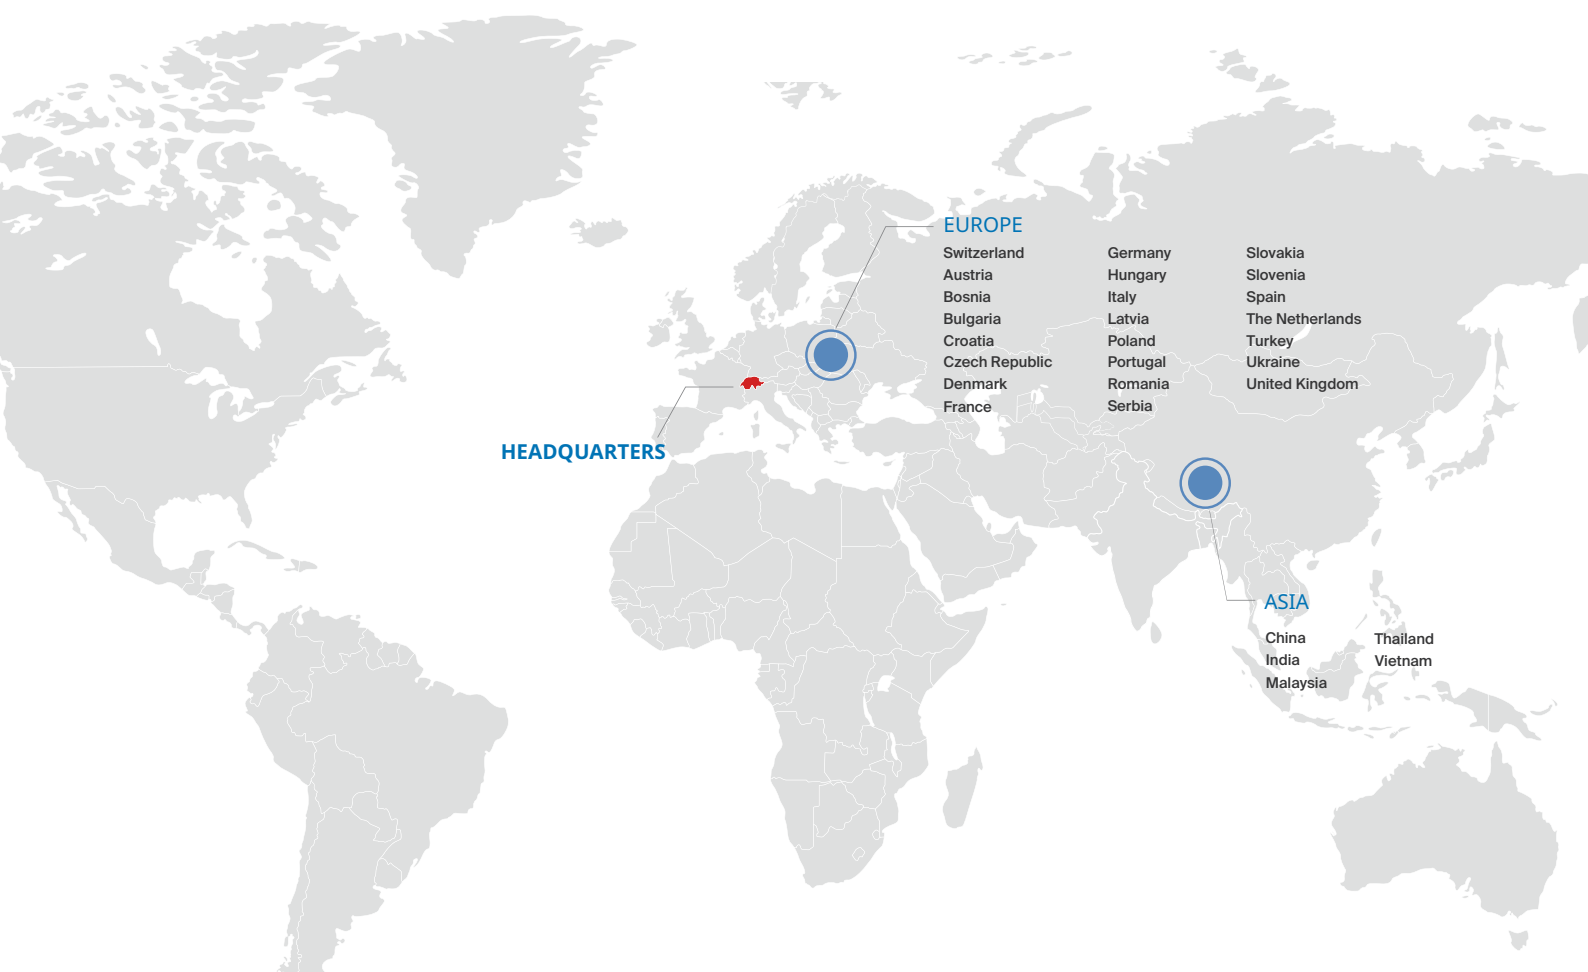 EUROPE
Switzerland
Austria
Bosnia
Bulgaria
Croatia
Czech Republic
Denmark
France
Germany
Hungary
Italy
Latvia
Poland
Portugal
Romania
Serbia
Slovakia
Slovenia
Spain
The Netherlands
Turkey
Ukraine
United Kingdom
HEADQUARTERS
ASIA
China
India
Malaysia
Thailand
Vietnam